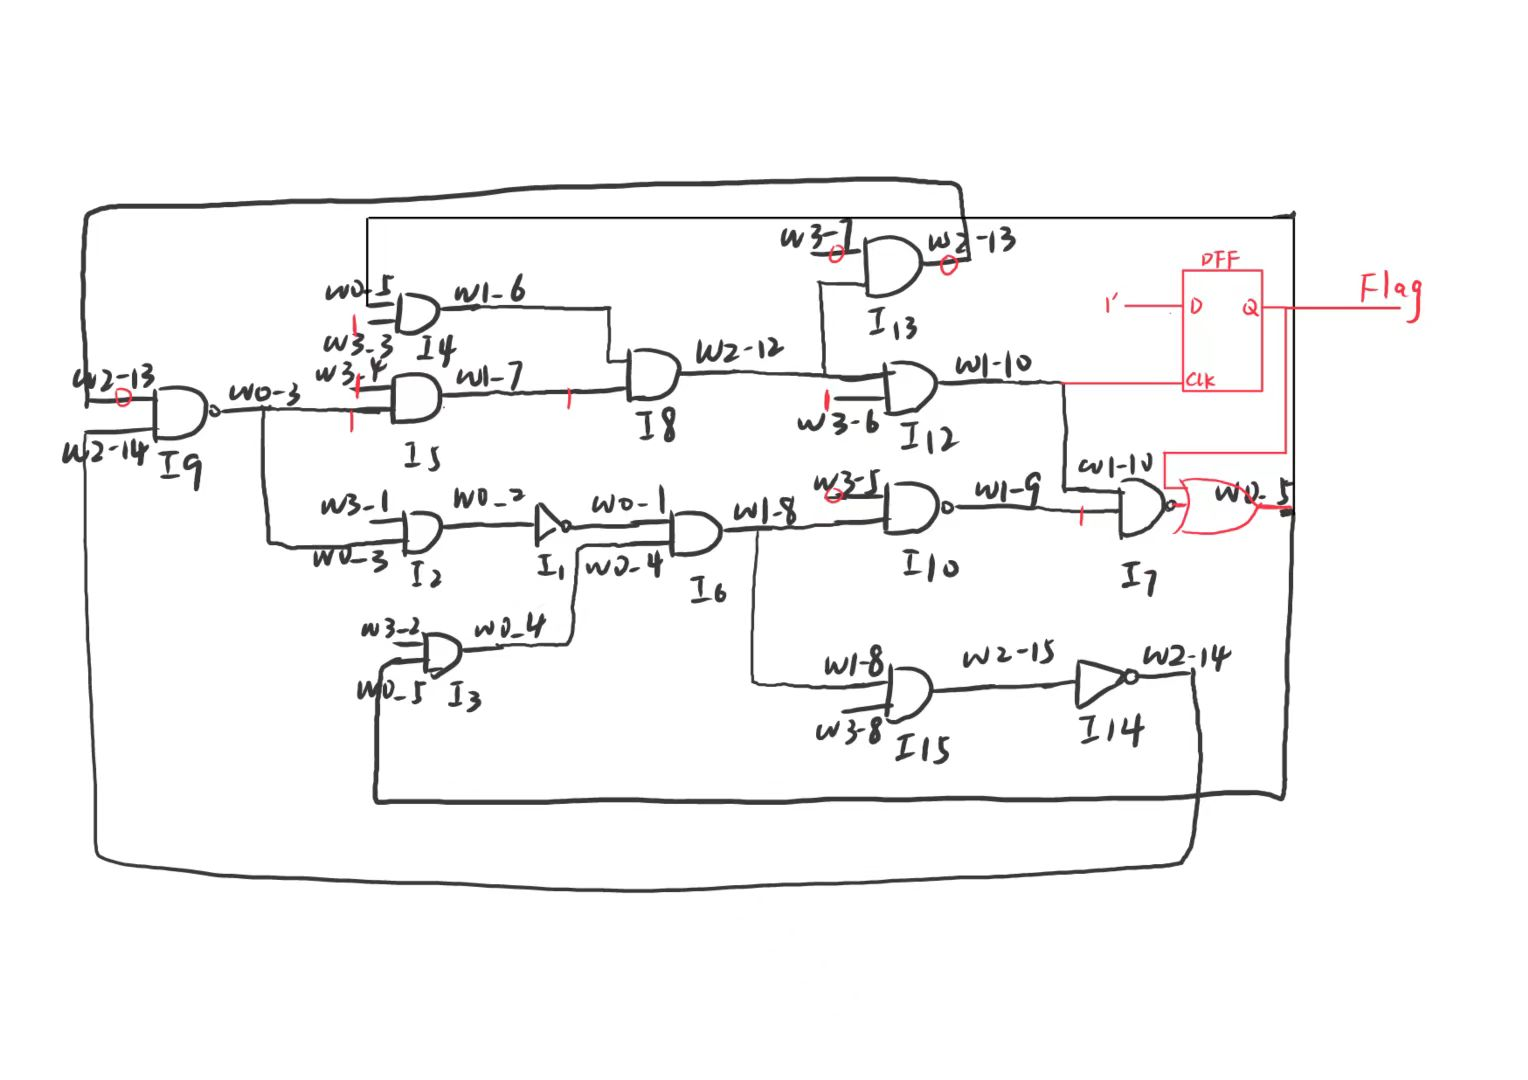 w3-7
w2-13
DFF
Flag
I13
1'
D
Q
CLK
w0-5
w1-6
w3-3
I4
w3-4
w1-7
w2-12
w1-10
I8
w3-6
I12
w2-13
w0-3
w2-14
I9
I5
w3-1
w0-2
w0-1
w1-8
w3-5
w1-9
w1-10
w0-5
w0-3
I2
I1
w0-4
I6
I10
I7
w3-2
w0-4
w0-5
I3
w1-8
w2-15
w2-14
w3-8
I15
I14